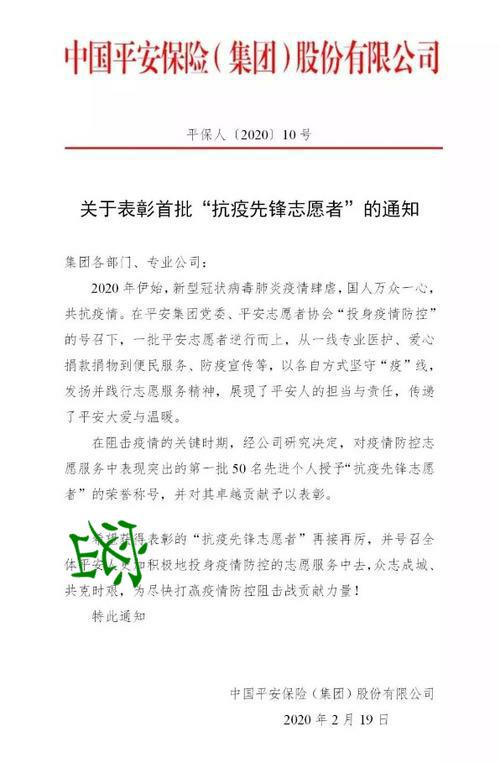 中国平安保险(集团)股份有限公司
平保人〔2020〕10号
关于表彰首批“抗疫先锋志愿者”的通知
集团各部门、专业公司:
2020年伊始,新型冠状病毒肺炎疫情肆虐,国人万众一心,
共抗疫情。在平安集团党委、平安志愿者协会“投身疫情防控”
的号召下,一批平安志愿者逆行而上,从一线专业医护、爱心
捐款捐物到便民服务、防疫宣传等,以各自方式坚守“疫”线,
发扬并践行志愿服务精神,展现了平安人的担当与责任,传递
了平安大爱与温暖。
在阻击疫情的关键时期,经公司研究决定,对疫情防控志
愿服务中表现突出的第一批50名先进个人授予“抗疫先锋志愿
者”的荣誉称号,并对其卓越贡献予以表彰。
希望获得表彰的“抗疫先锋志愿者”再接再厉,并号召全
体平安人更加积极地投身疫情防控的志愿服务中去,众志成城、
共克时艰,为尽快打赢疫情防控阻击战贡献力量!
特此通知
中国平安保险(集团)股份有限公司
2020年2月19日